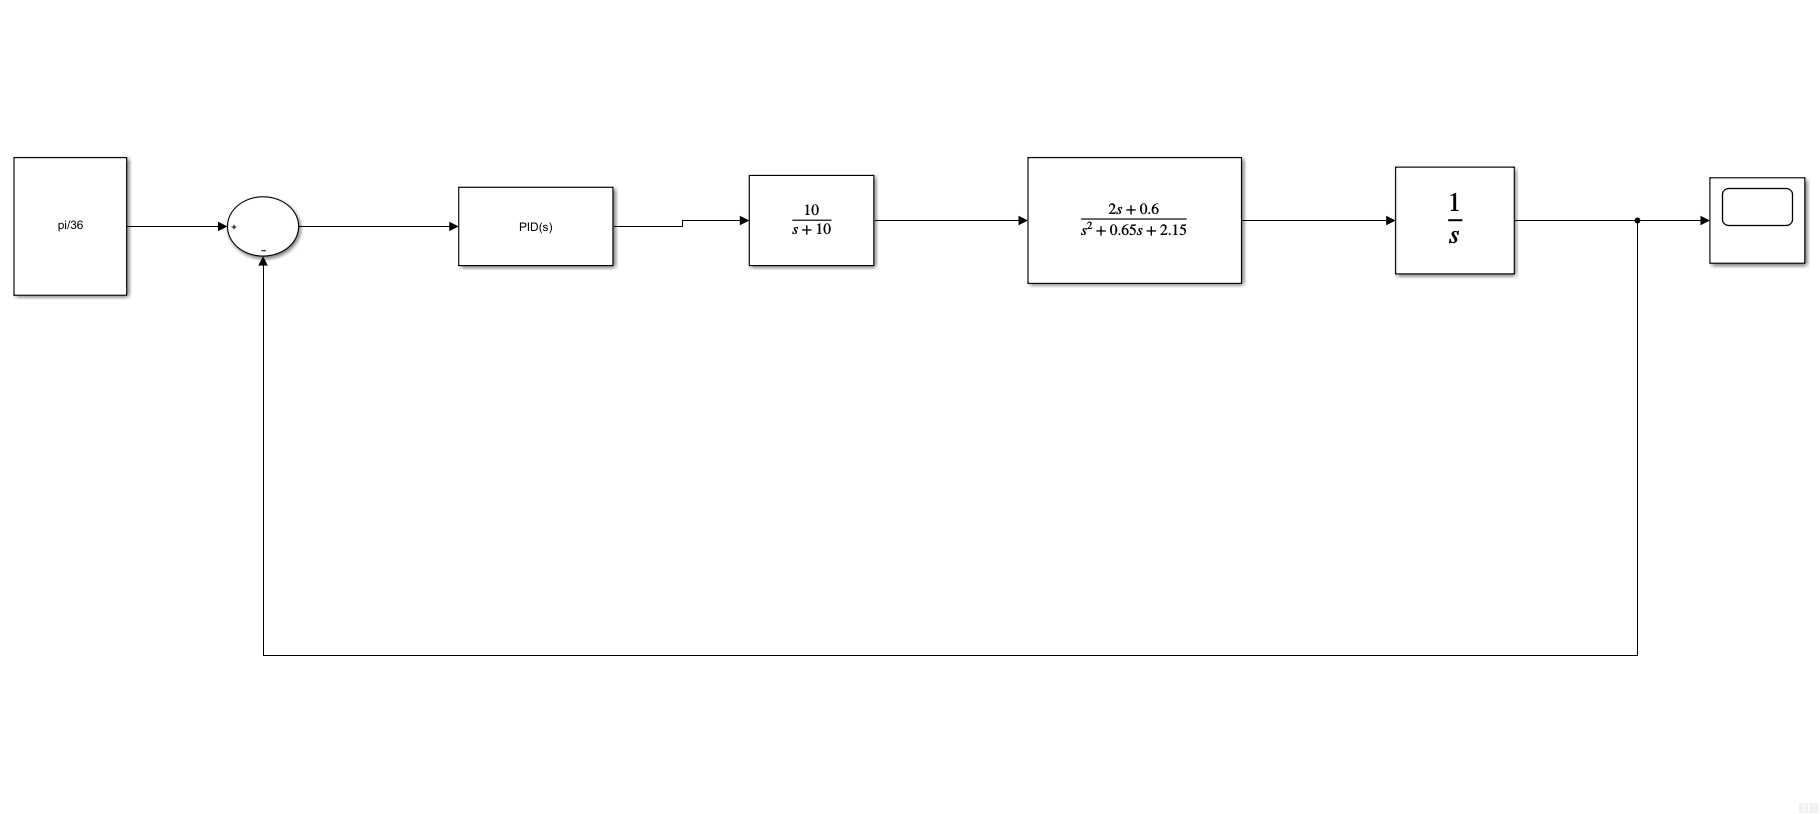 pi/36
+
−
PID(s)
10
s + 10
2s + 0.6
s² + 0.65s + 2.15
1
s